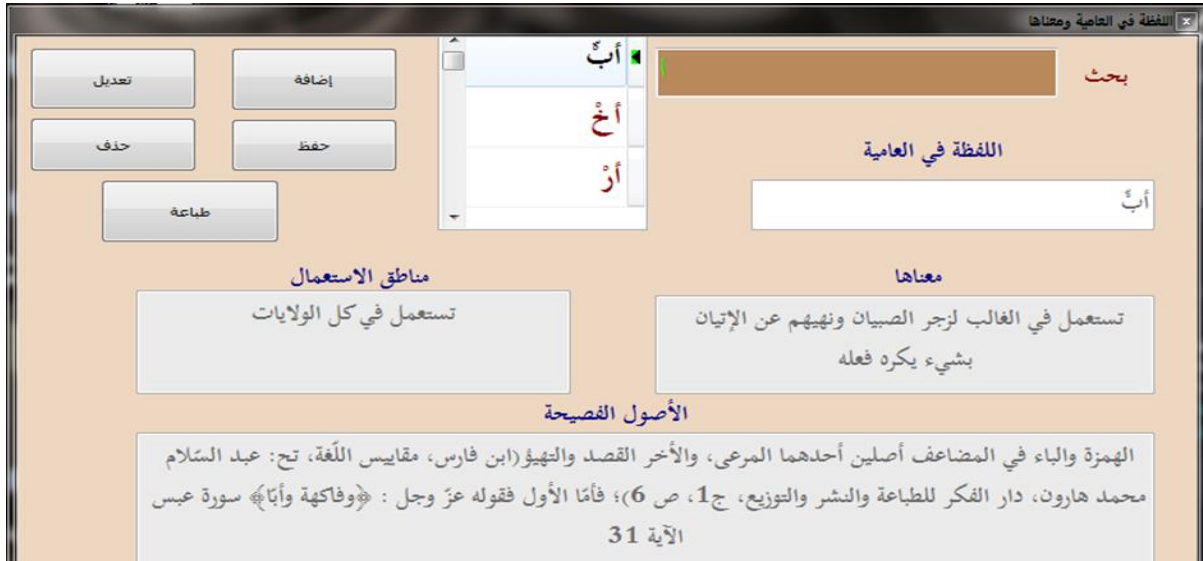 اللفظة في العامية ومعناها
بحث
أبٌّ
أخْ
أرْ
إضافة
تعديل
حفظ
حذف
طباعة
اللفظة في العامية
أبٌّ
معناها
تستعمل في الغالب لزجر الصبيان ونهيهم عن الإتيان
بشيء يكره فعله
مناطق الاستعمال
تستعمل في كل الولايات
الأصول الفصيحة
الهمزة والباء في المضاعف أصلين أحدهما المرعى، والأخر القصد والتهيؤ(ابن فارس، مقاييس اللّغة، تح: عبد السّلام
محمد هارون، دار الفكر للطباعة والنشر والتوزيع، ج1، ص 6)؛ فأمّا الأول فقوله عزّ وجل : ﴿وفاكهة وأبّا﴾ سورة عبس
الآية 31